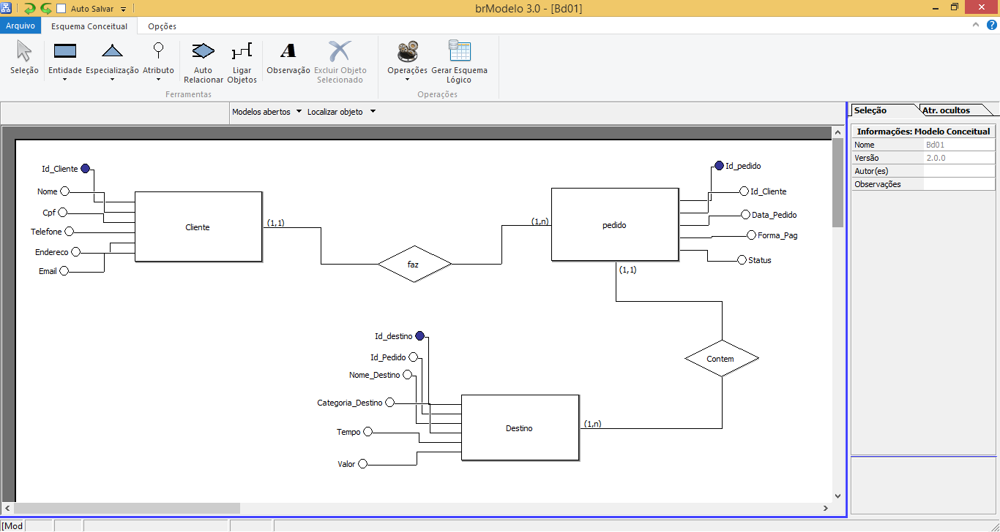 Auto Salvar
brModelo 3.0 - [Bd01]
Arquivo
Esquema Conceitual
Opções
?
Seleção
Entidade
Especialização
Atributo
Auto
Relacionar
Ligar
Objetos
A
Observação
Excluir Objeto
Selecionado
Operações
Gerar Esquema
Lógico
Ferramentas
Operações
Modelos abertos
Localizar objeto
Seleção
Atr. ocultos
Informações: Modelo Conceitual
Nome Bd01
Versão 2.0.0
Autor(es)
Observações
Id_Cliente
Nome
Cpf
Telefone
Endereco
Email
Cliente
(1,1)
faz
(1,n)
pedido
Id_pedido
Id_Cliente
Data_Pedido
Forma_Pag
Status
(1,1)
Contem
Id_destino
Id_Pedido
Nome_Destino
Categoria_Destino
Tempo
Valor
Destino
(1,n)
[Mod